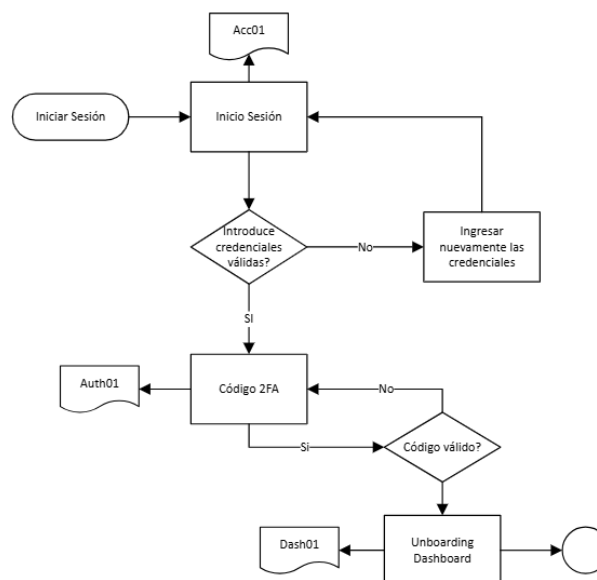 Acc01
Iniciar Sesión
Inicio Sesión
Introduce
credenciales
válidas?
No
Ingresar
nuevamente las
credenciales
SI
Auth01
Código 2FA
No
Si
Código válido?
Dash01
Unboarding
Dashboard